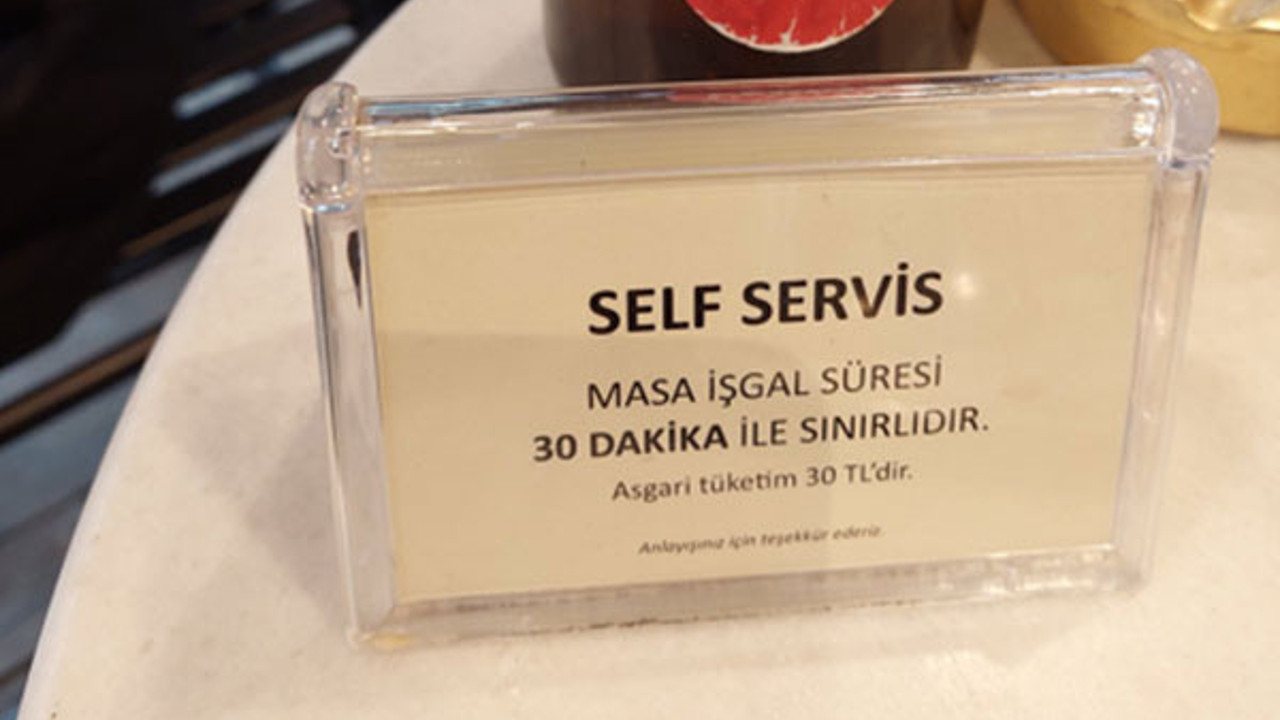 SELF SERVİS
MASA İŞGAL SÜRESİ
30 DAKİKA İLE SINIRLIDIR.
Asgari tüketim 30 TL'dir.
Anlayışınız için teşekkür ederiz.